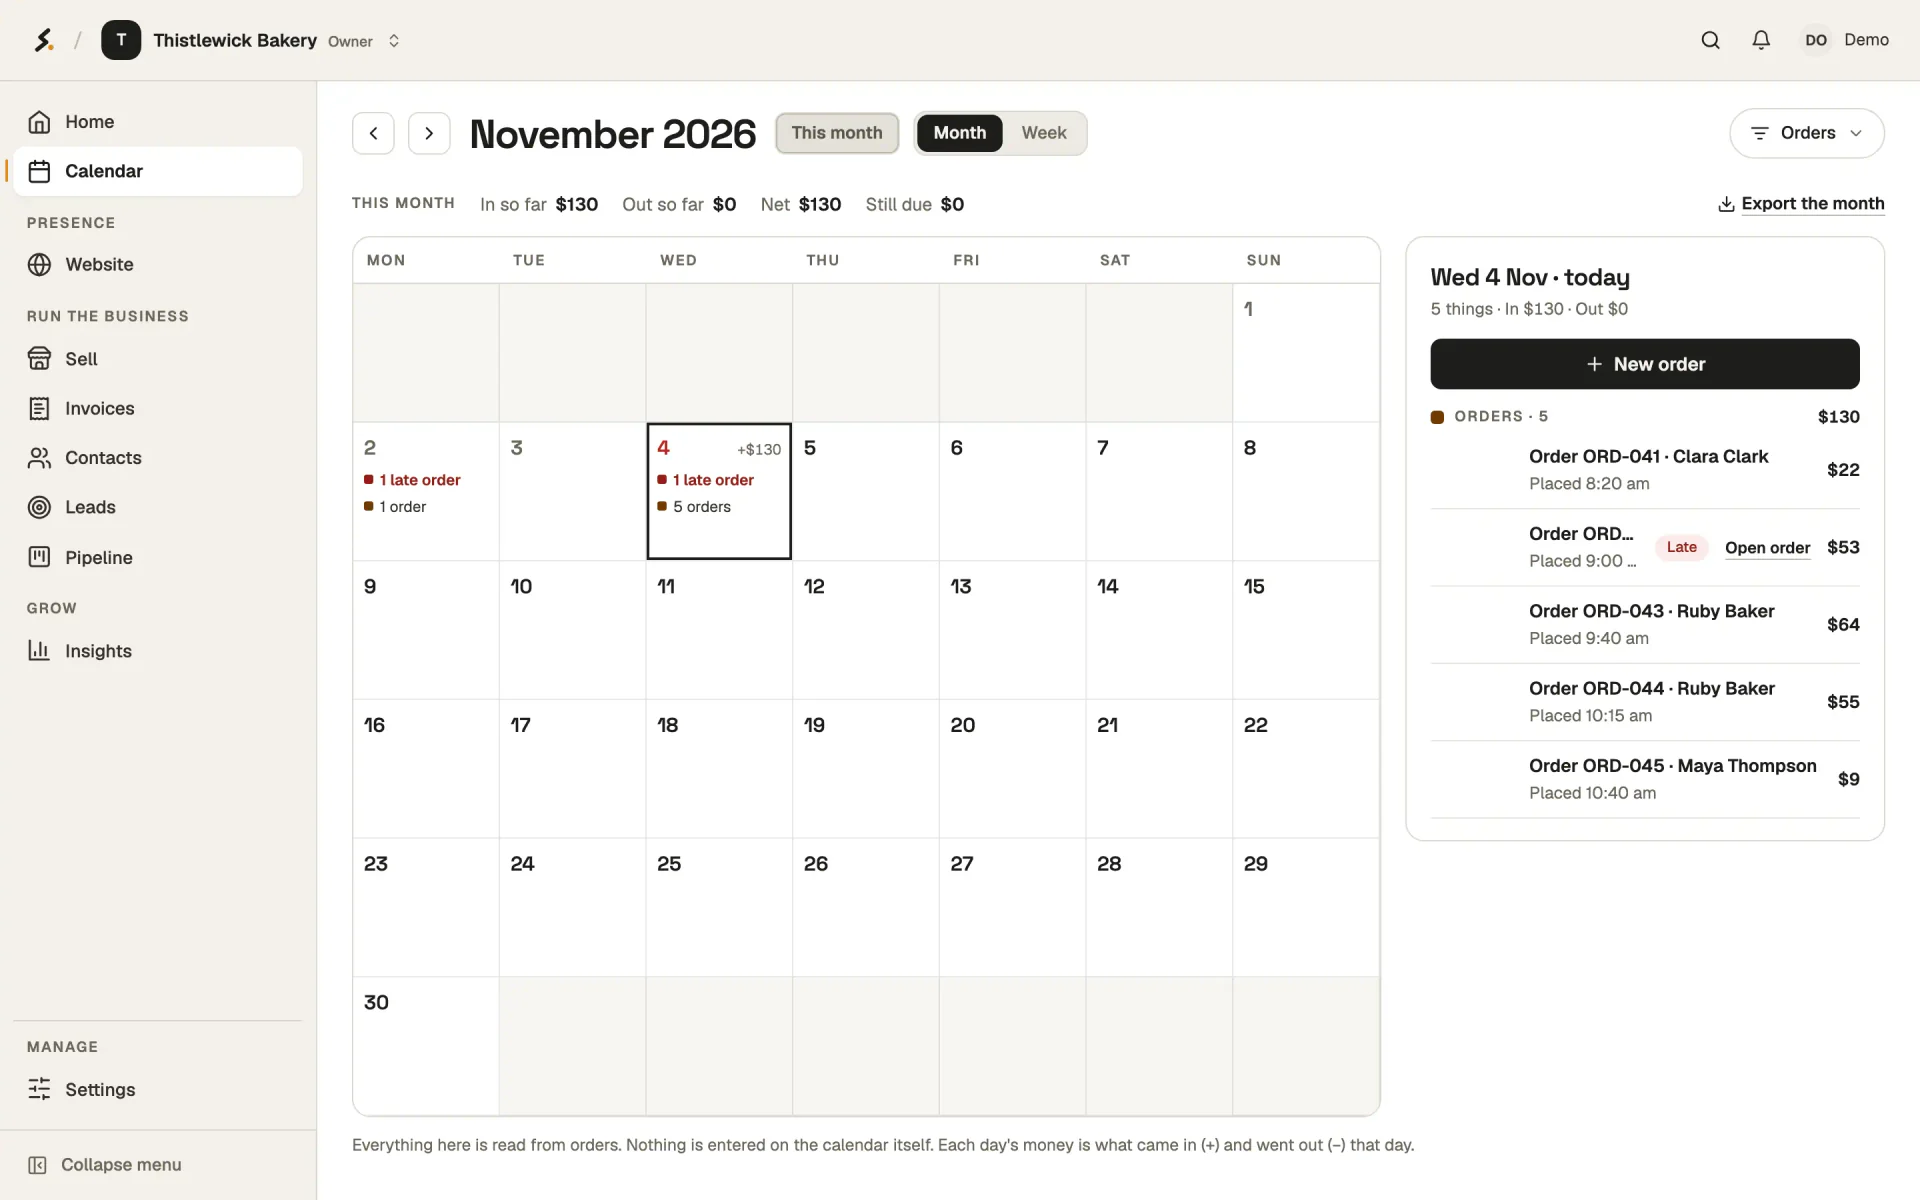 / T Thistlewick Bakery Owner
DO Demo
Home
Calendar
PRESENCE
Website
RUN THE BUSINESS
Sell
Invoices
Contacts
Leads
Pipeline
GROW
Insights
MANAGE
Settings
Collapse menu
November 2026 This month Month Week
Orders
THIS MONTH In so far $130 Out so far $0 Net $130 Still due $0
Export the month
MON TUE WED THU FRI SAT SUN
1
2 3 4 +$130 5 6 7 8
1 late order 1 late order
1 order 5 orders
9 10 11 12 13 14 15
16 17 18 19 20 21 22
23 24 25 26 27 28 29
30
Everything here is read from orders. Nothing is entered on the calendar itself. Each day's money is what came in (+) and went out (−) that day.
Wed 4 Nov · today
5 things · In $130 · Out $0
+ New order
ORDERS · 5 $130
Order ORD-041 · Clara Clark
Placed 8:20 am
$22
Order ORD...
Placed 9:00 ...
Late Open order $53
Order ORD-043 · Ruby Baker
Placed 9:40 am
$64
Order ORD-044 · Ruby Baker
Placed 10:15 am
$55
Order ORD-045 · Maya Thompson
Placed 10:40 am
$9